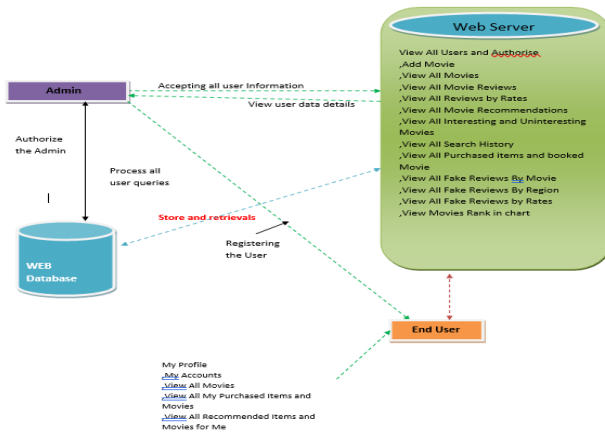 Web Server
View All Users and Authorise
,Add Movie
,View All Movies
,View All Movie Reviews
,View All Reviews by Rates
,View All Movie Recommendations
,View All Interesting and Uninteresting
Movies
,View All Search History
,View All Purchased items and booked
Movie
,View All Fake Reviews By Movie
,View All Fake Reviews By Region
,View All Fake Reviews by Rates
,View Movies Rank in chart
Admin
Accepting all user Information
View user data details
Authorize
the Admin
Process all
user queries
Store and retrievals
Registering
the User
WEB
Database
End User
My Profile
,My Accounts
,View All Movies
,View All My Purchased Items and
Movies
,View All Recommended Items and
Movies for Me